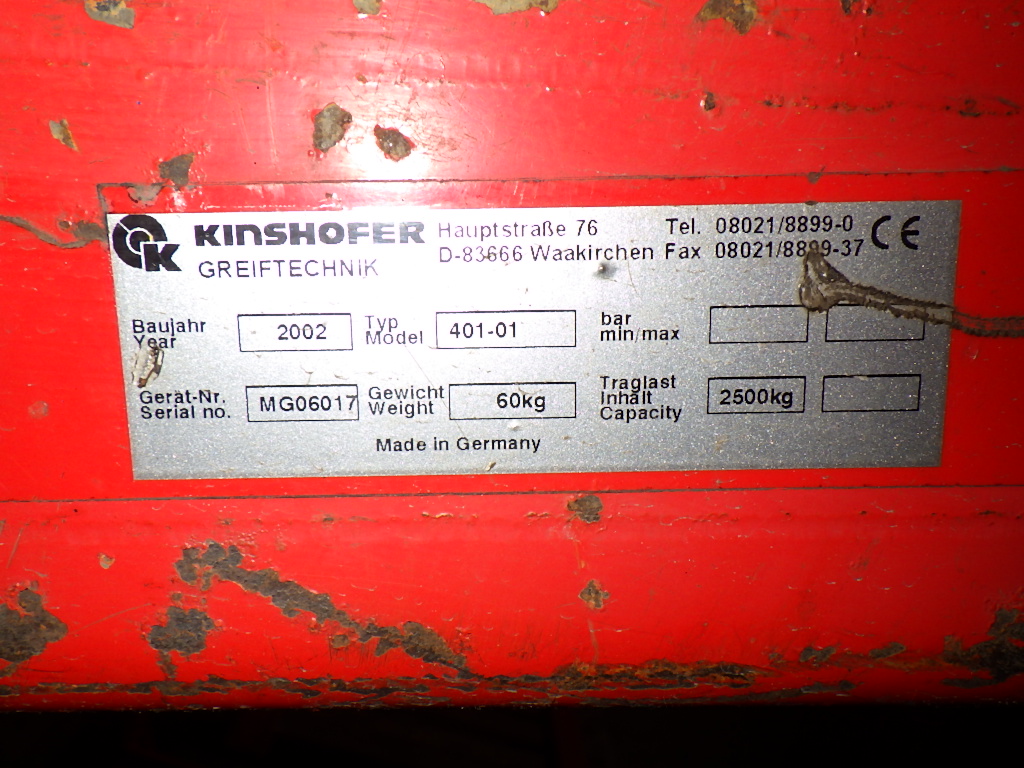 KINSHOFER
GREIFTECHNIK
Hauptstraße 76 Tel. 08021/8899-0
D-83666 Waakirchen Fax 08021/8899-37
CE
Baujahr
Year
2002
Typ
Model
401-01
bar
min/max
Gerät-Nr.
Serial no.
MG06017
Gewicht
Weight
60kg
Traglast
Inhalt
Capacity
2500kg
Made in Germany